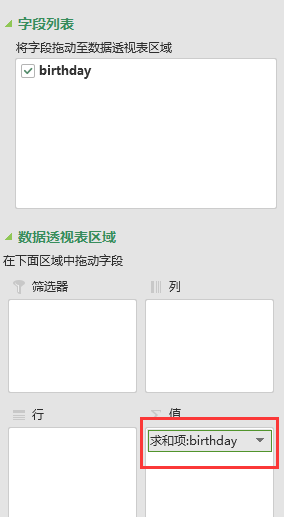 字段列表
将字段拖动至数据透视表区域
birthday
数据透视表区域
在下面区域中拖动字段
筛选器
列
行
值
求和项:birthday